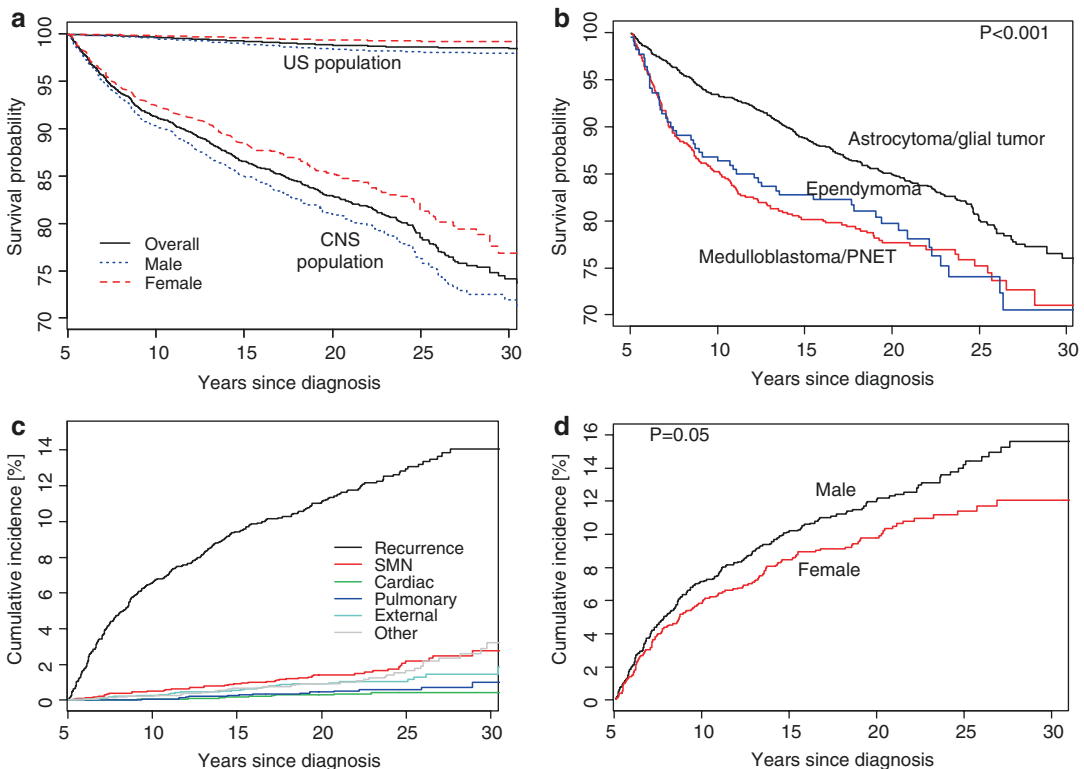 a
100
95
90
85
80
75
70
Survival probability
US population
CNS
population
Overall
Male
Female
5 10 15 20 25 30
Years since diagnosis
b
P<0.001
100
95
90
85
80
75
70
Survival probability
Astrocytoma/glial tumor
Ependymoma
Medulloblastoma/PNET
5 10 15 20 25 30
Years since diagnosis
c
14
12
10
8
6
4
2
0
Cumulative incidence [%]
Recurrence
SMN
Cardiac
Pulmonary
External
Other
5 10 15 20 25 30
Years since diagnosis
d
P=0.05
16
14
12
10
8
6
4
2
0
Cumulative incidence [%]
Male
Female
5 10 15 20 25 30
Years since diagnosis